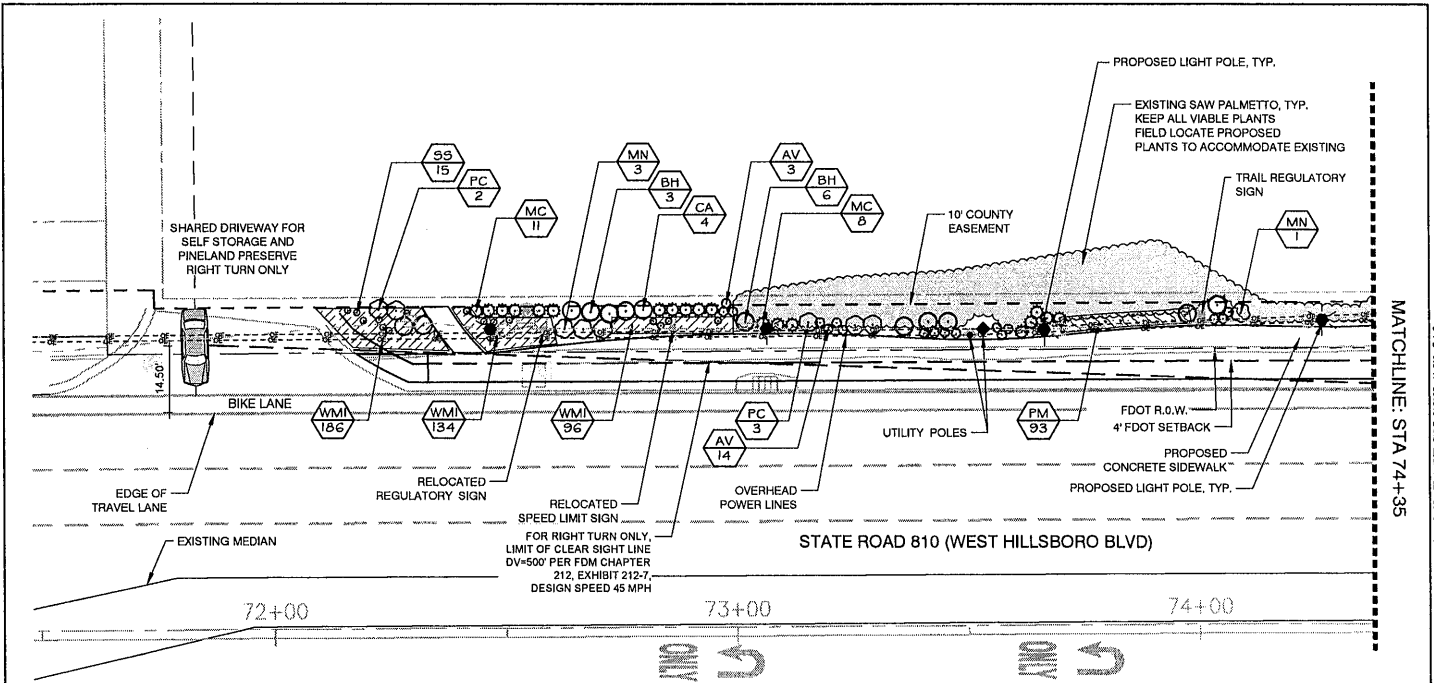 PROPOSED LIGHT POLE, TYP.
EXISTING SAW PALMETTO, TYP.
KEEP ALL VIABLE PLANTS
FIELD LOCATE PROPOSED
PLANTS TO ACCOMMODATE EXISTING
TRAIL REGULATORY
SIGN
SS
15
PC
2
MC
11
MN
3
BH
3
CA
4
AV
3
BH
6
MC
8
10' COUNTY
EASEMENT
MN
1
SHARED DRIVEWAY FOR
SELF STORAGE AND
PINELAND PRESERVE
RIGHT TURN ONLY
MATCHLINE: STA 74+35
14.50'
BIKE LANE
WMI
186
WMI
134
WMI
96
PC
3
AV
14
UTILITY POLES
PM
93
FDOT R.O.W.
4' FDOT SETBACK
PROPOSED
CONCRETE SIDEWALK
PROPOSED LIGHT POLE, TYP.
EDGE OF
TRAVEL LANE
RELOCATED
REGULATORY SIGN
RELOCATED
SPEED LIMIT SIGN
OVERHEAD
POWER LINES
EXISTING MEDIAN
FOR RIGHT TURN ONLY,
LIMIT OF CLEAR SIGHT LINE
DV=500' PER FDM CHAPTER
212, EXHIBIT 212-7,
DESIGN SPEED 45 MPH
STATE ROAD 810 (WEST HILLSBORO BLVD)
72+00
73+00
74+00
ONLY
ONLY